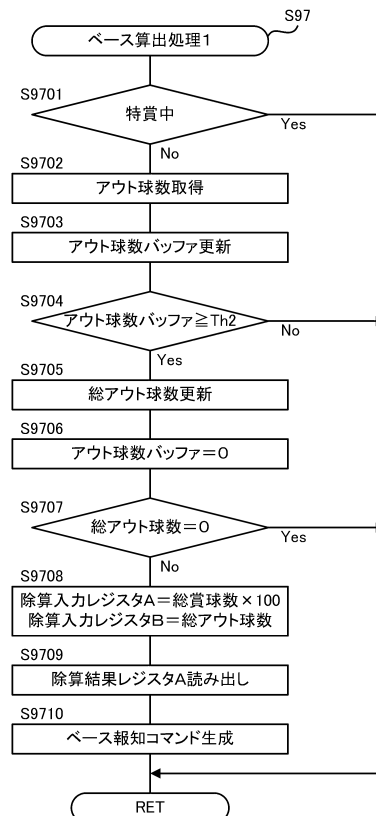 S97
ベース算出処理1
S9701
特賞中
Yes
No
S9702
アウト球数取得
S9703
アウト球数バッファ更新
S9704
アウト球数バッファ≧Th2
No
Yes
S9705
総アウト球数更新
S9706
アウト球数バッファ=0
S9707
総アウト球数=0
Yes
No
S9708
除算入力レジスタA=総賞球数×100
除算入力レジスタB=総アウト球数
S9709
除算結果レジスタA読み出し
S9710
ベース報知コマンド生成
RET